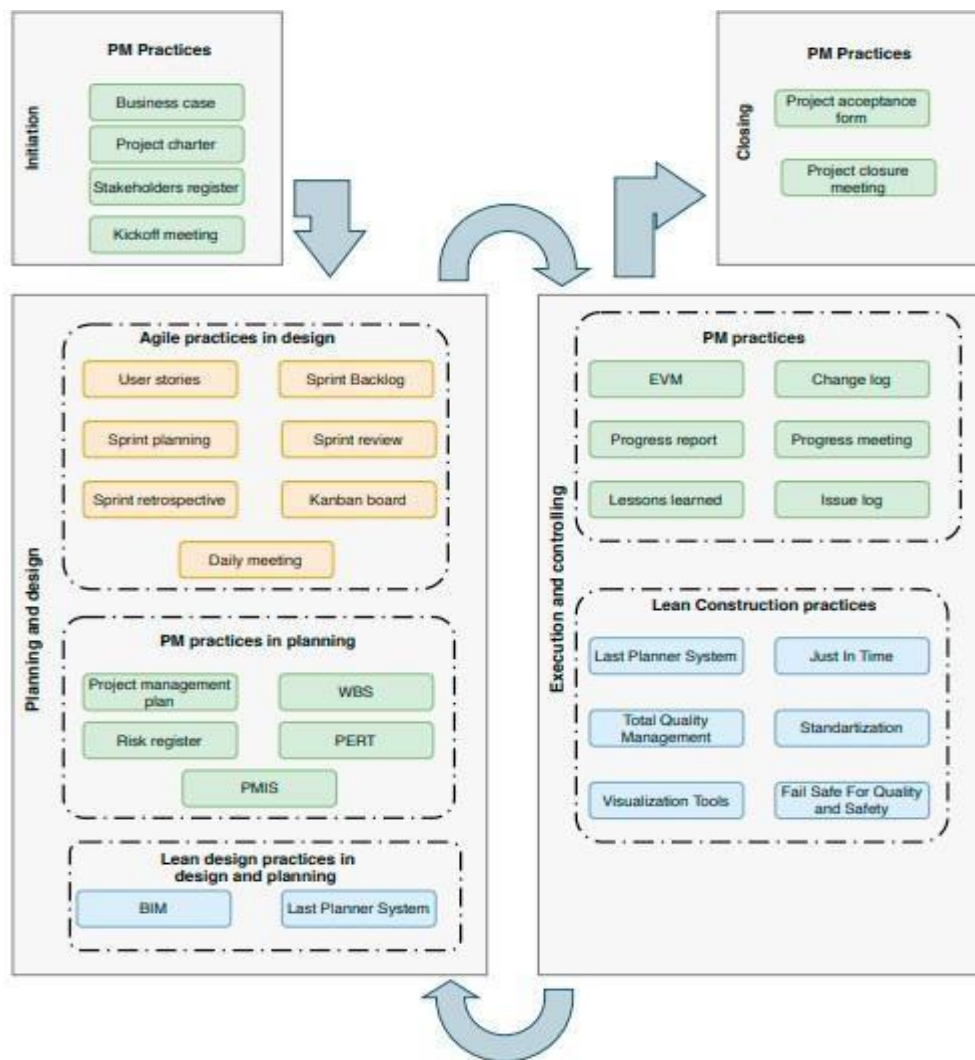 PM Practices
Business case
Project charter
Stakeholders register
Kickoff meeting
Initiation
PM Practices
Project acceptance
form
Project closure
meeting
Closing
Agile practices in design
User stories
Sprint Backlog
Sprint planning
Sprint review
Sprint retrospective
Kanban board
Daily meeting
PM practices in planning
Project management
plan
WBS
Risk register
PERT
PMIS
Lean design practices in
design and planning
BIM
Last Planner System
Planning and design
PM practices
EVM
Change log
Progress report
Progress meeting
Lessons learned
Issue log
Lean Construction practices
Last Planner System
Just In Time
Total Quality
Management
Standartization
Visualization Tools
Fail Safe For Quality
and Safety
Execution and controlling